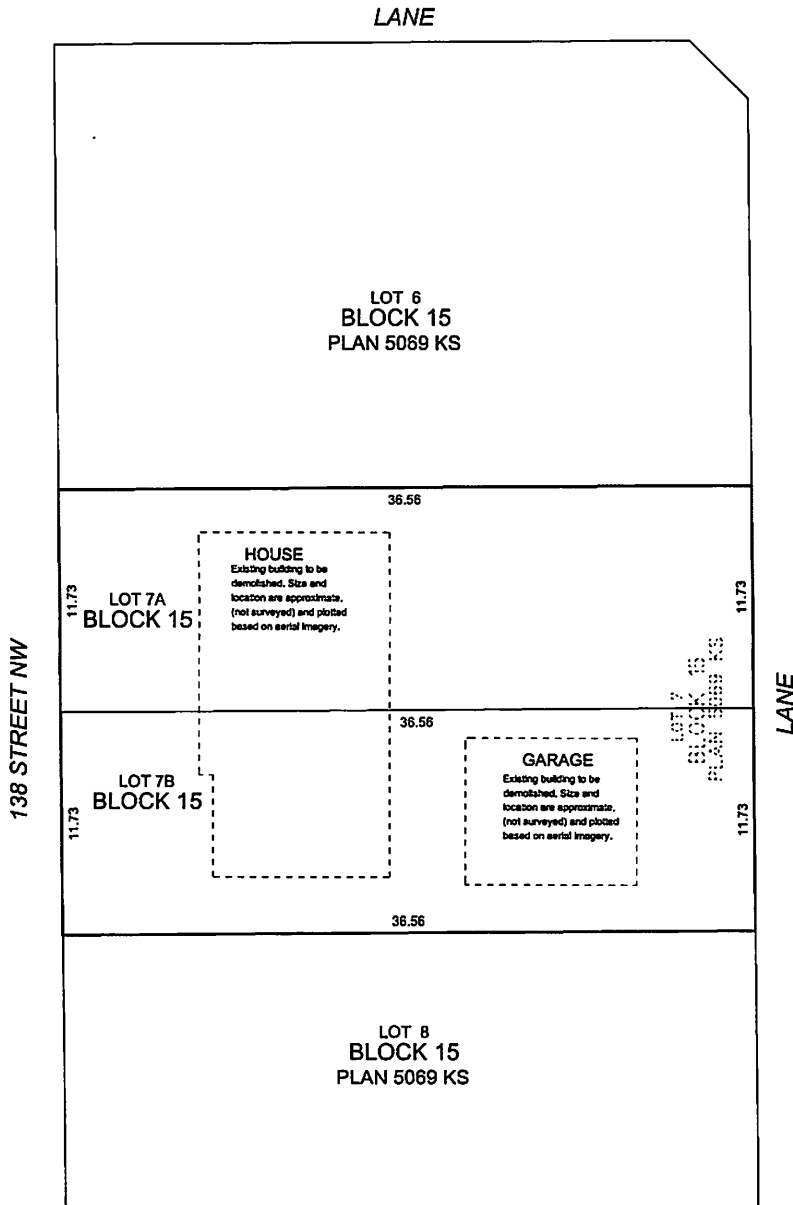 LANE
LOT 6
BLOCK 15
PLAN 5069 KS
36.56
HOUSE
Existing building to be
demolished. Size and
location are approximate,
(not surveyed) and plotted
based on aerial imagery.
11.73
LOT 7A
BLOCK 15
11.73
138 STREET NW
LOT 7
BLOCK 15
PLAN 5069 KS
LANE
36.56
GARAGE
Existing building to be
demolished. Size and
location are approximate,
(not surveyed) and plotted
based on aerial imagery.
LOT 7B
BLOCK 15
11.73
11.73
36.56
LOT 8
BLOCK 15
PLAN 5069 KS